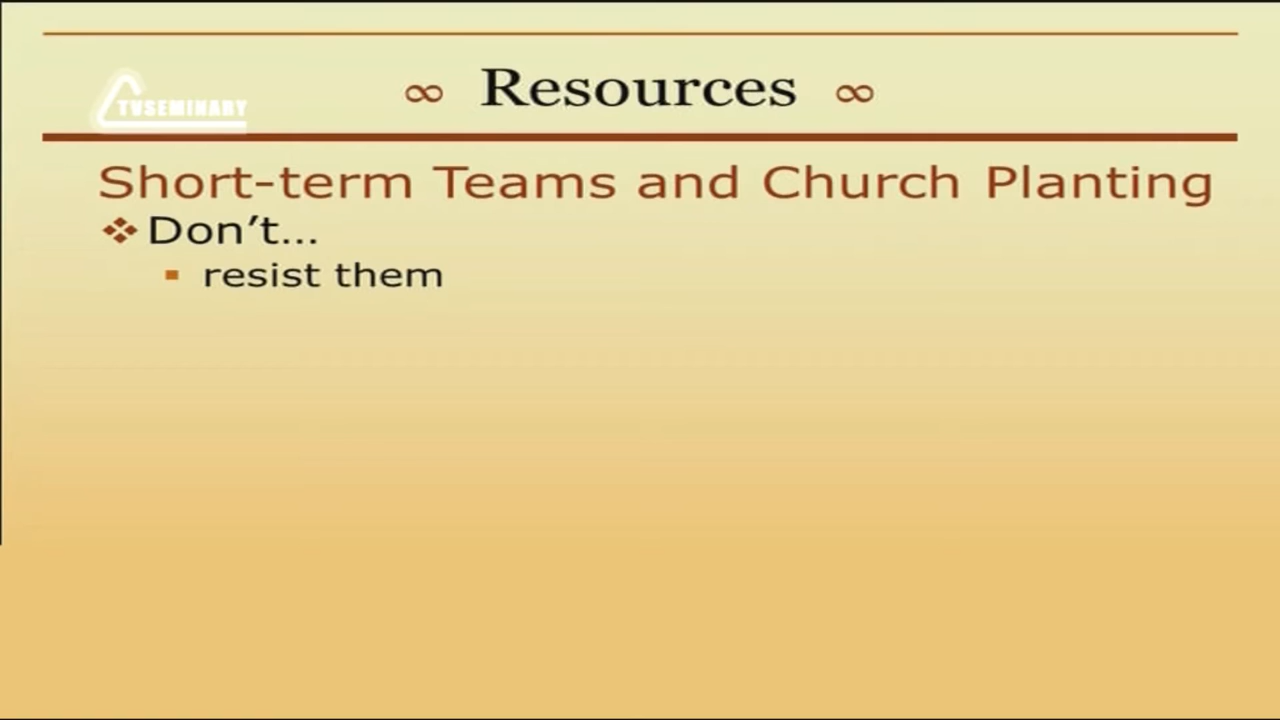 ∞ Resources ∞
TVSEMINARY
Short-term Teams and Church Planting
❖ Don’t…
▪ resist them